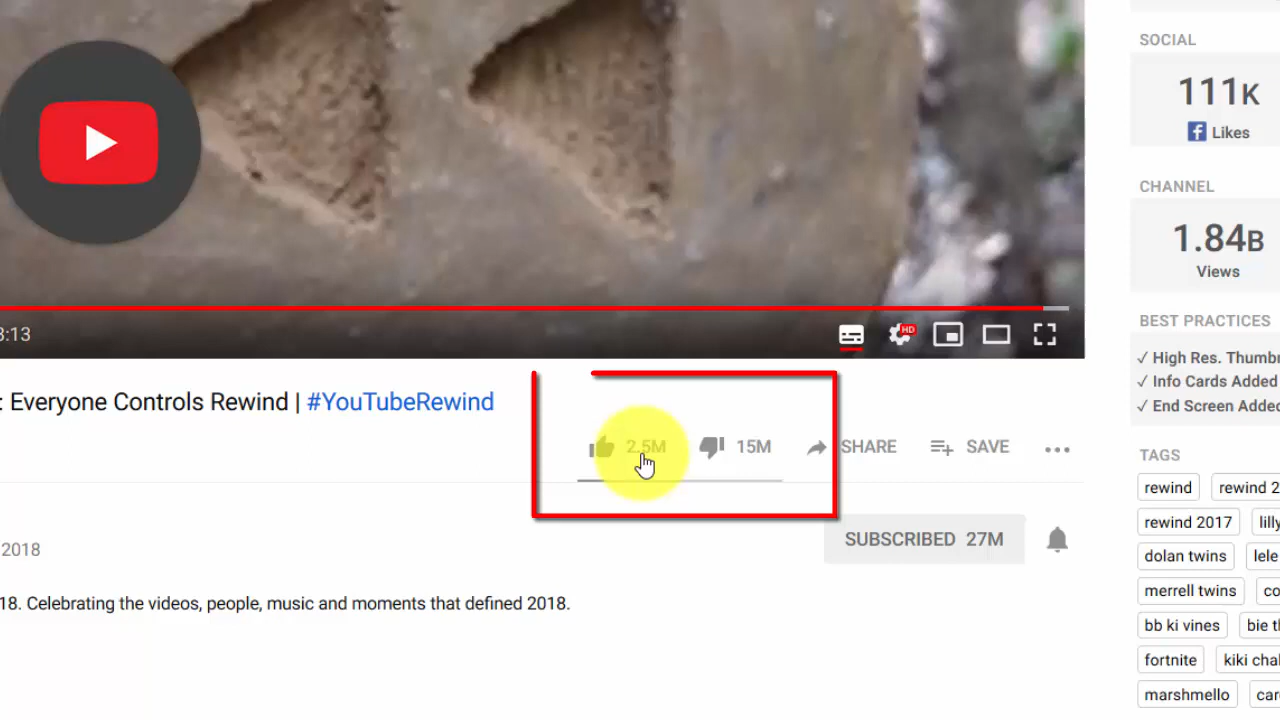 SOCIAL
111K
Likes
CHANNEL
1.84B
Views
3:13
HD
BEST PRACTICES
✓ High Res. Thumbn
✓ Info Cards Added
✓ End Screen Added
: Everyone Controls Rewind | #YouTubeRewind
2.5M 15M SHARE SAVE
TAGS
rewind rewind 2
rewind 2017 lilly
dolan twins lele
merrell twins co
bb ki vines bie th
fortnite kiki chal
marshmello car
2018
SUBSCRIBED 27M
18. Celebrating the videos, people, music and moments that defined 2018.